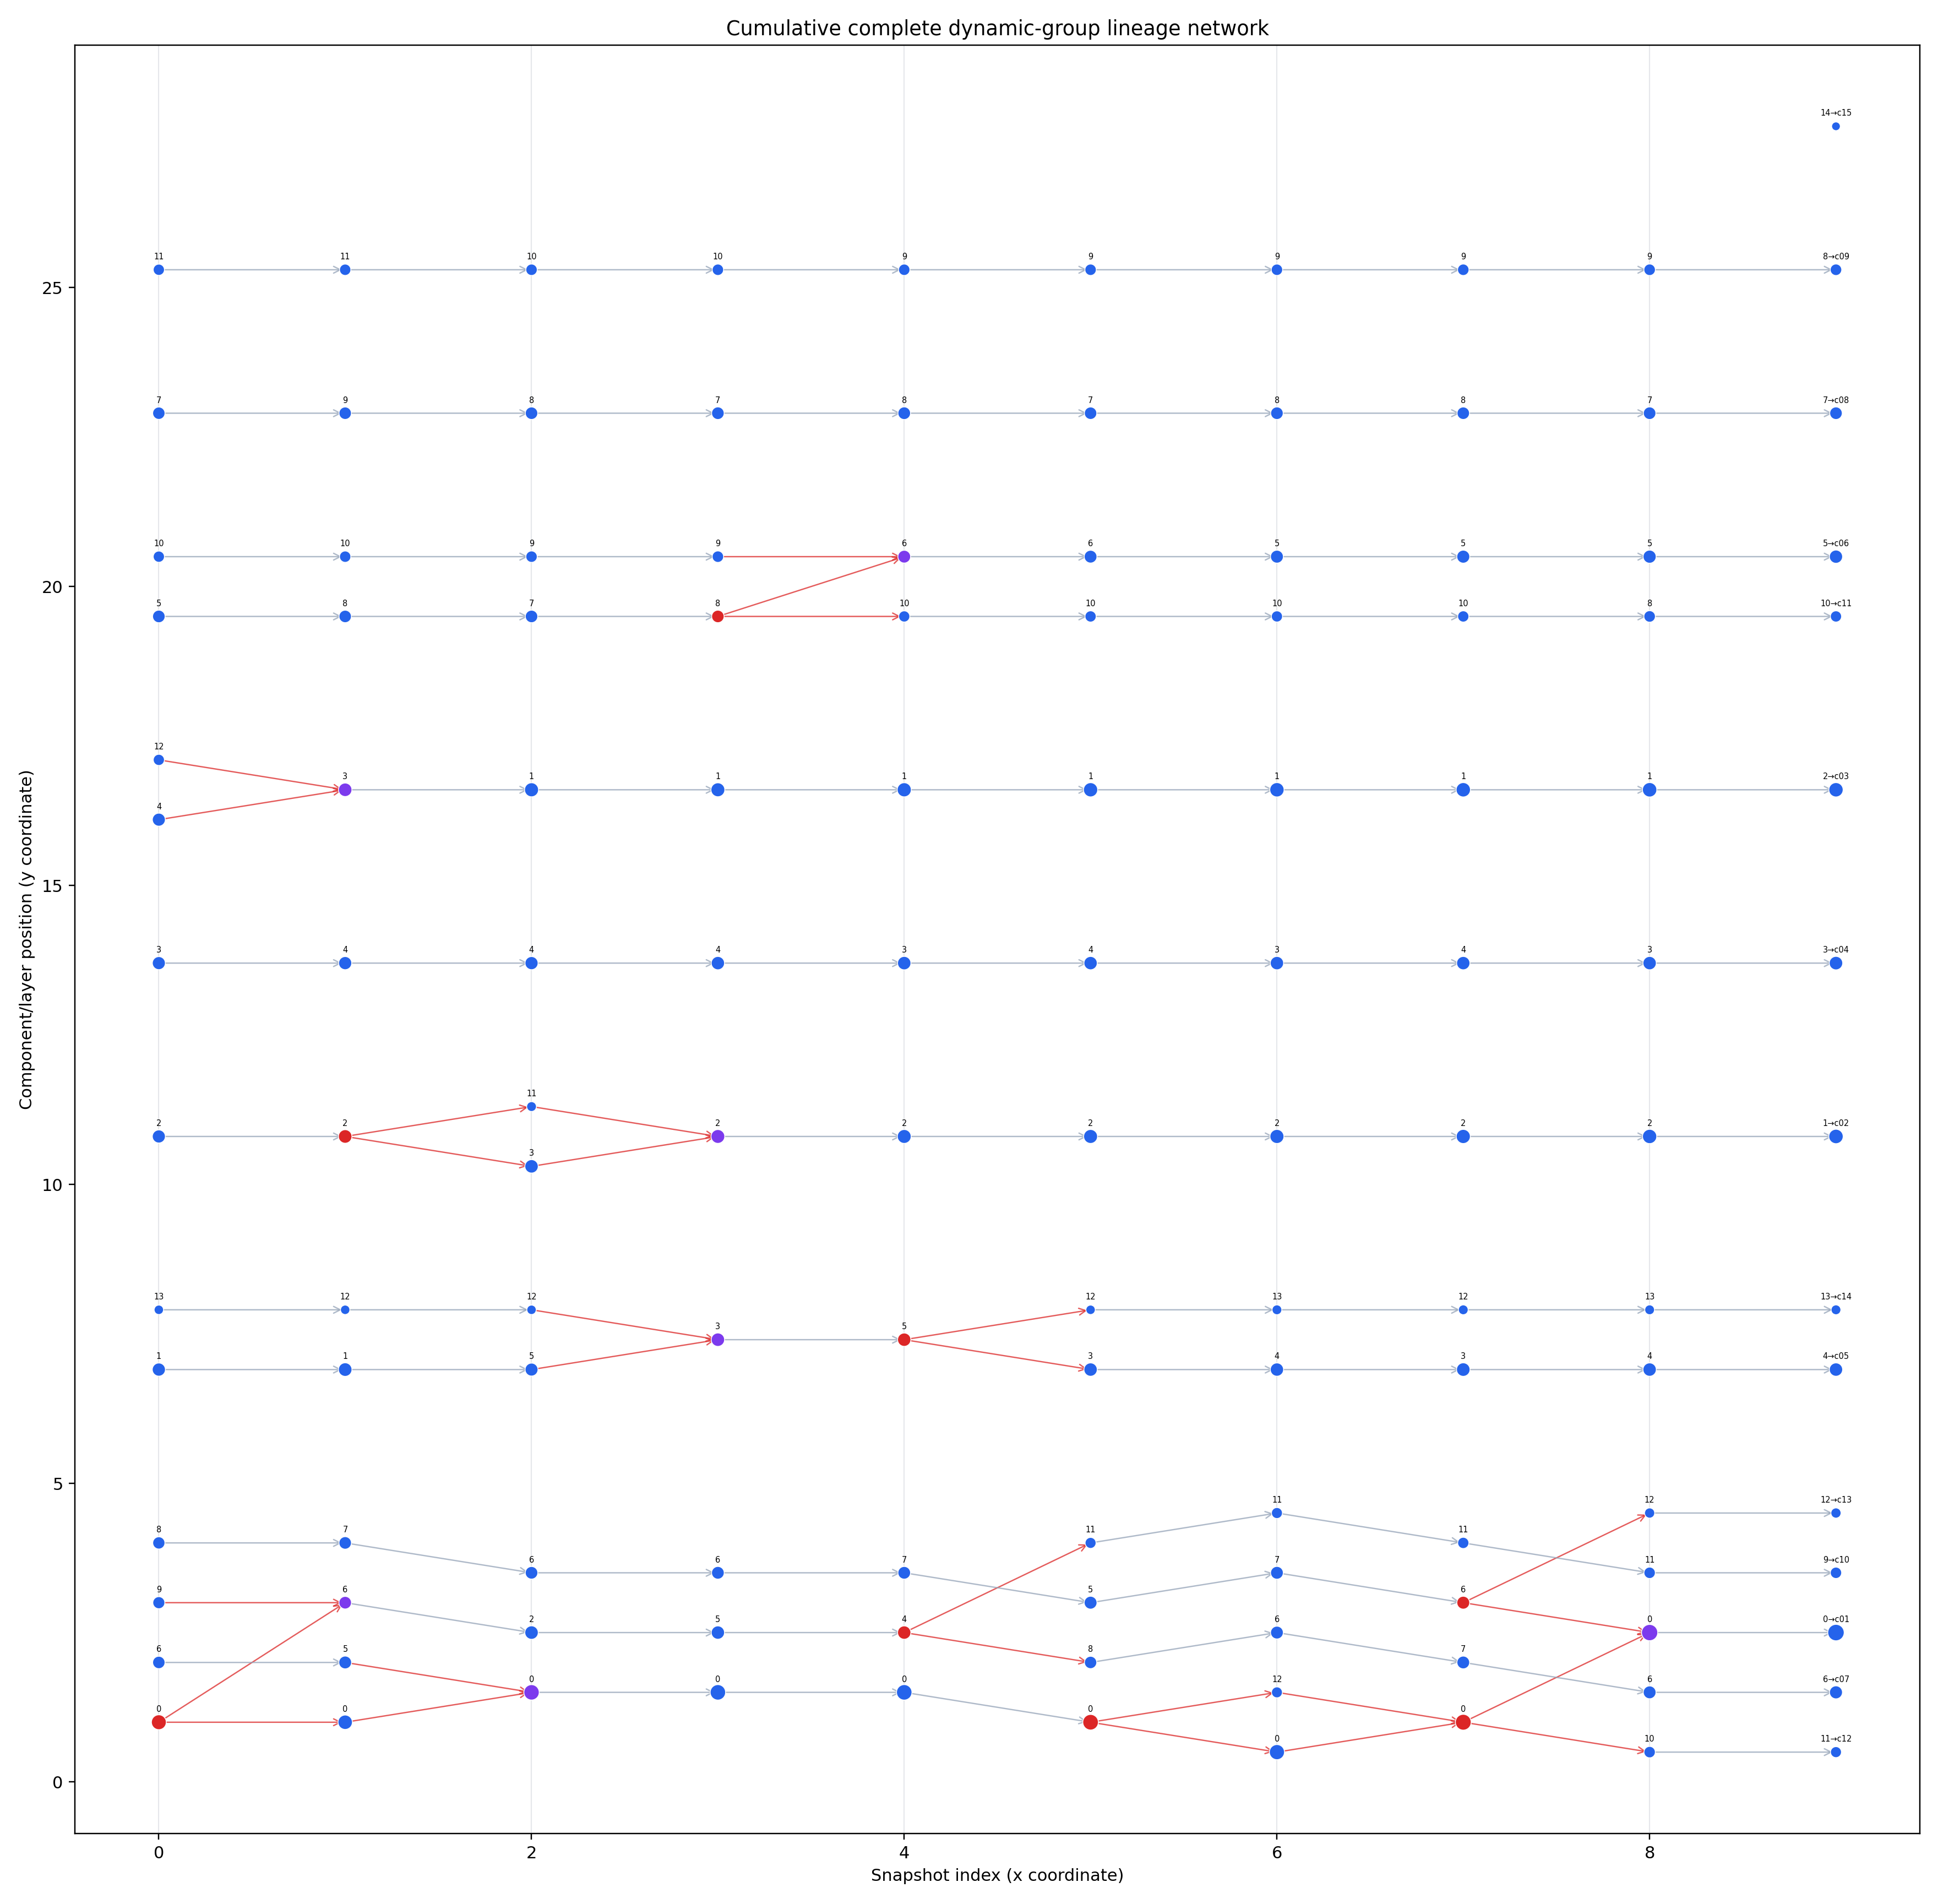 Cumulative complete dynamic-group lineage network
14→c15
11 11 10 10 9 9 9 9 9 8→c09
25
7 9 8 7 8 7 8 8 7 7→c08
10 10 9 9 6 6 5 5 5 5→c06
20
5 8 7 8 10 10 10 10 8 10→c11
12
3 1 1 1 1 1 1 1 2→c03
4
15
3 4 4 4 3 4 3 4 3 3→c04
11
2 2 2 2 2 2 2 2 1→c02
3
10
13 12 12 12 13 12 13 13→c14
3 5
1 1 5 3 4 3 4 4→c05
5
11 12 12→c13
8 7 11 11
6 6 7 7 11 9→c10
9 6 5 6
2 5 4 6 0 0→c01
6 5 8 7
0 0 0 12 6 6→c07
0 0 0 0
0 10 11→c12
0
0 2 4 6 8
Snapshot index (x coordinate)
Component/layer position (y coordinate)